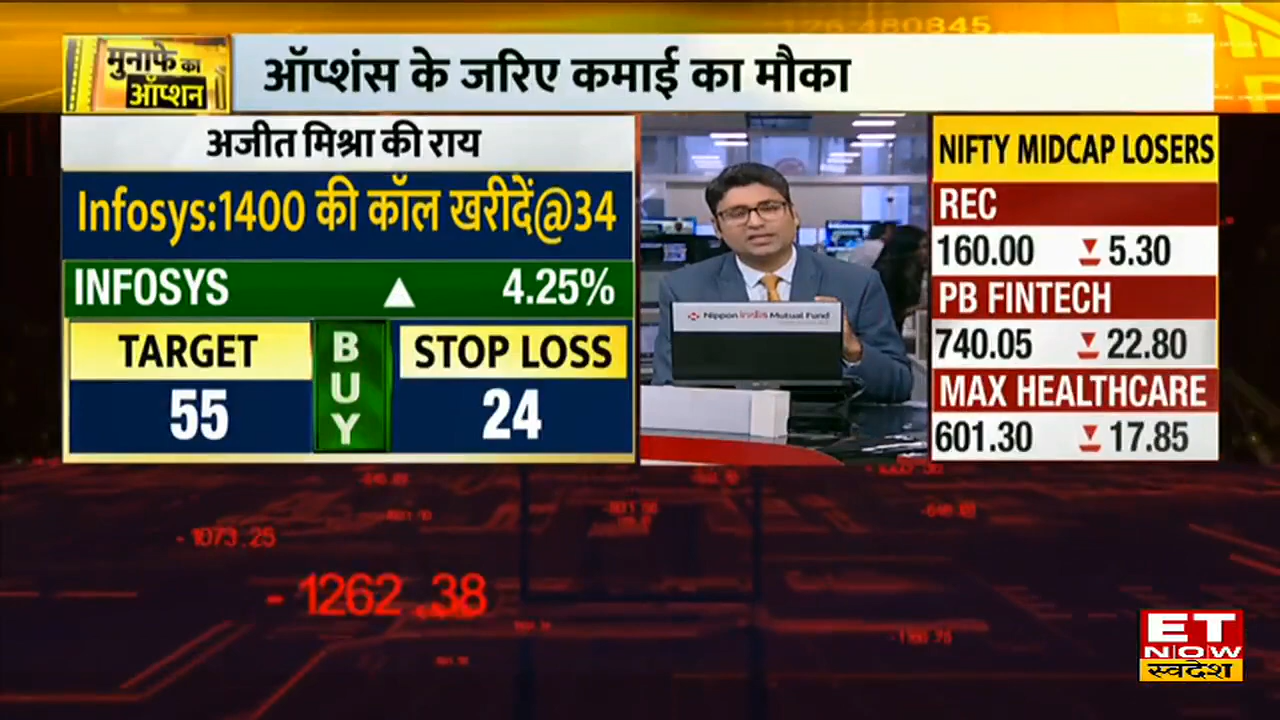 126.480845
मुनाफे का
ऑप्शन
ऑप्शंस के जरिए कमाई का मौका
अजीत मिश्रा की राय
Infosys:1400 की कॉल खरीदें@34
INFOSYS ▲ 4.25%
TARGET
55
BUY
STOP LOSS
24
Nippon India Mutual Fund
NIFTY MIDCAP LOSERS
REC
160.00 5.30
PB FINTECH
740.05 22.80
MAX HEALTHCARE
601.30 17.85
- 1073.25
- 1262.38
ET
NOW
स्वदेश